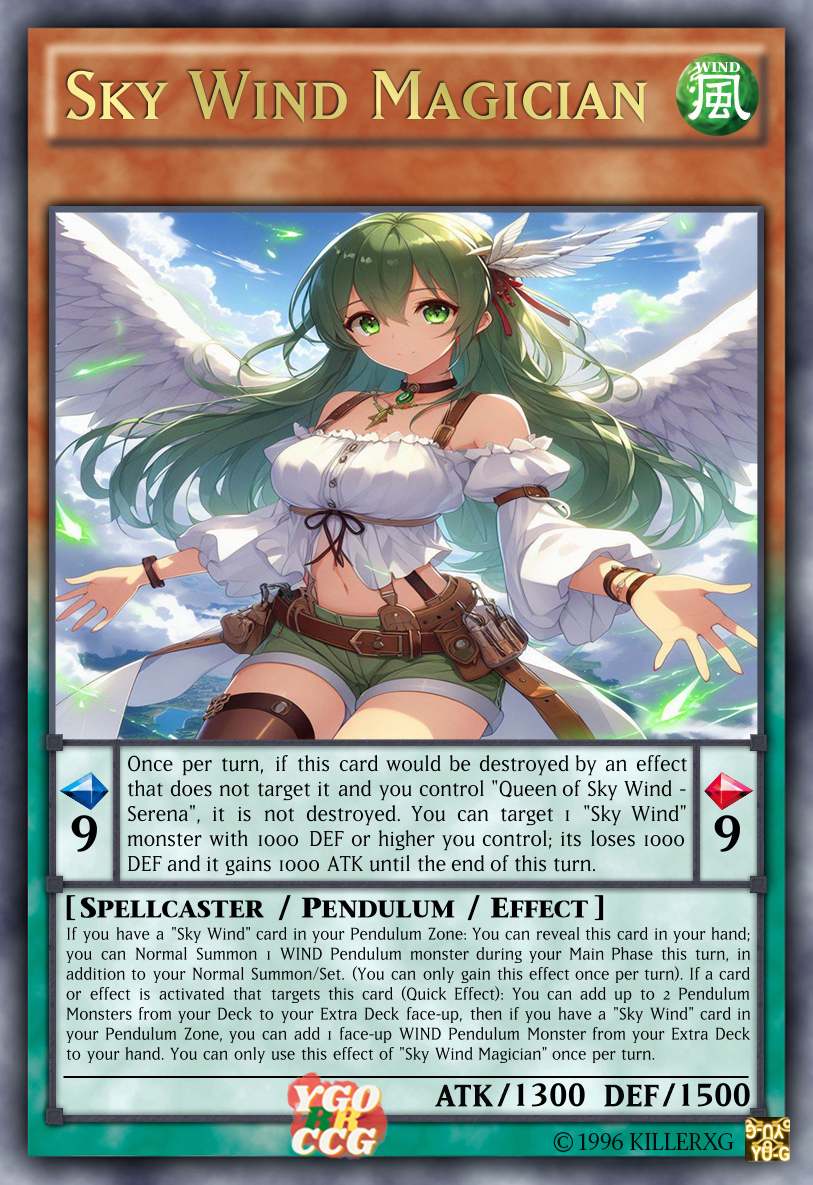 Sky Wind Magician
WIND
風
Once per turn, if this card would be destroyed by an effect
that does not target it and you control "Queen of Sky Wind -
Serena", it is not destroyed. You can target 1 "Sky Wind"
monster with 1000 DEF or higher you control; its loses 1000
DEF and it gains 1000 ATK until the end of this turn.
9
9
[ Spellcaster / Pendulum / Effect ]
If you have a "Sky Wind" card in your Pendulum Zone: You can reveal this card in your hand;
you can Normal Summon 1 WIND Pendulum monster during your Main Phase this turn, in
addition to your Normal Summon/Set. (You can only gain this effect once per turn). If a card
or effect is activated that targets this card (Quick Effect): You can add up to 2 Pendulum
Monsters from your Deck to your Extra Deck face-up, then if you have a "Sky Wind" card in
your Pendulum Zone, you can add 1 face-up WIND Pendulum Monster from your Extra Deck
to your hand. You can only use this effect of "Sky Wind Magician" once per turn.
ATK/1300 DEF/1500
YGO
CCG
© 1996 KILLERXG